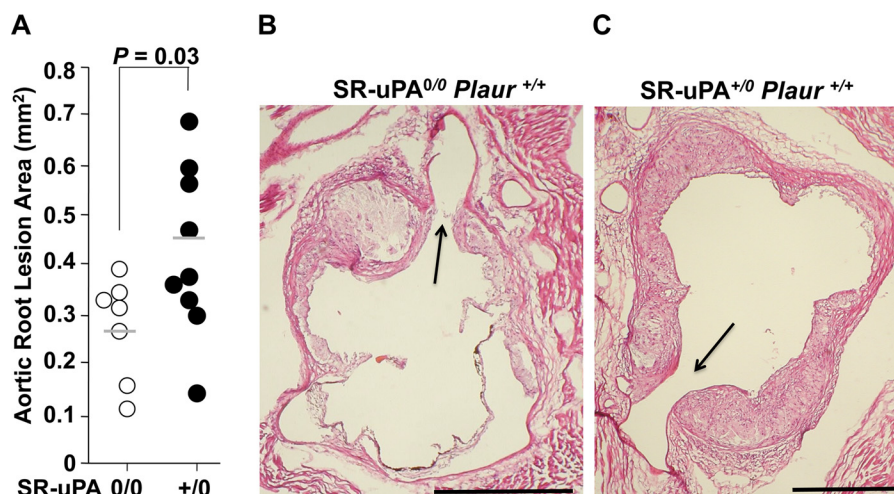 A
B
C
P = 0.03
SR-uPA0/0 Plaur +/+
SR-uPA+/0 Plaur +/+
Aortic Root Lesion Area (mm2)
0.8
0.7
0.6
0.5
0.4
0.3
0.2
0.1
0
SR-uPA 0/0 +/0